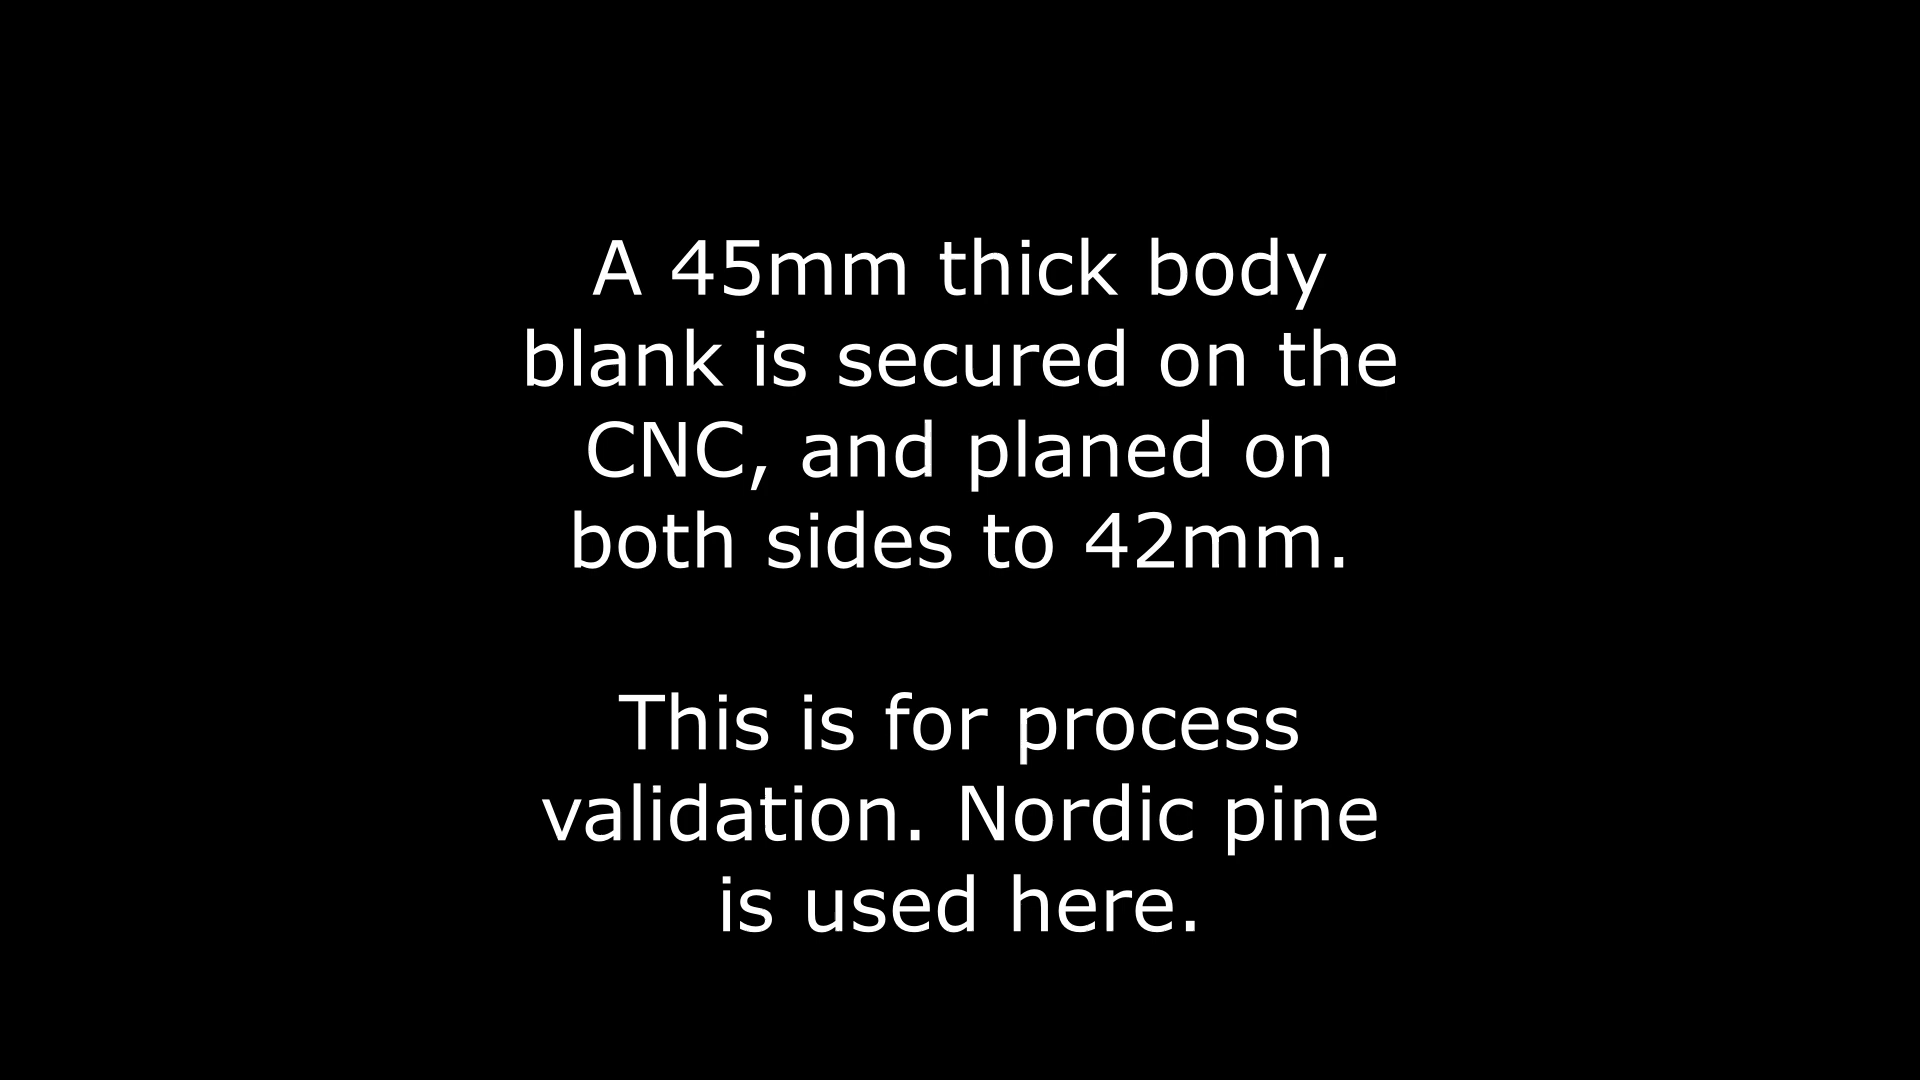 A 45mm thick body
blank is secured on the
CNC, and planed on
both sides to 42mm.
This is for process
validation. Nordic pine
is used here.